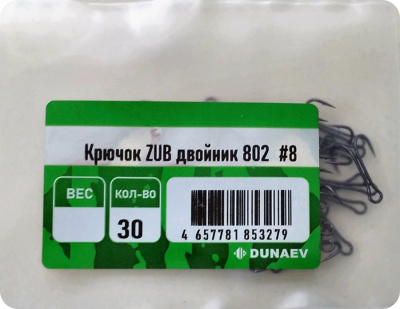 Крючок ZUB двойник 802 #8
ВЕС КОЛ-ВО
30
4 657781 853279
DUNAEV